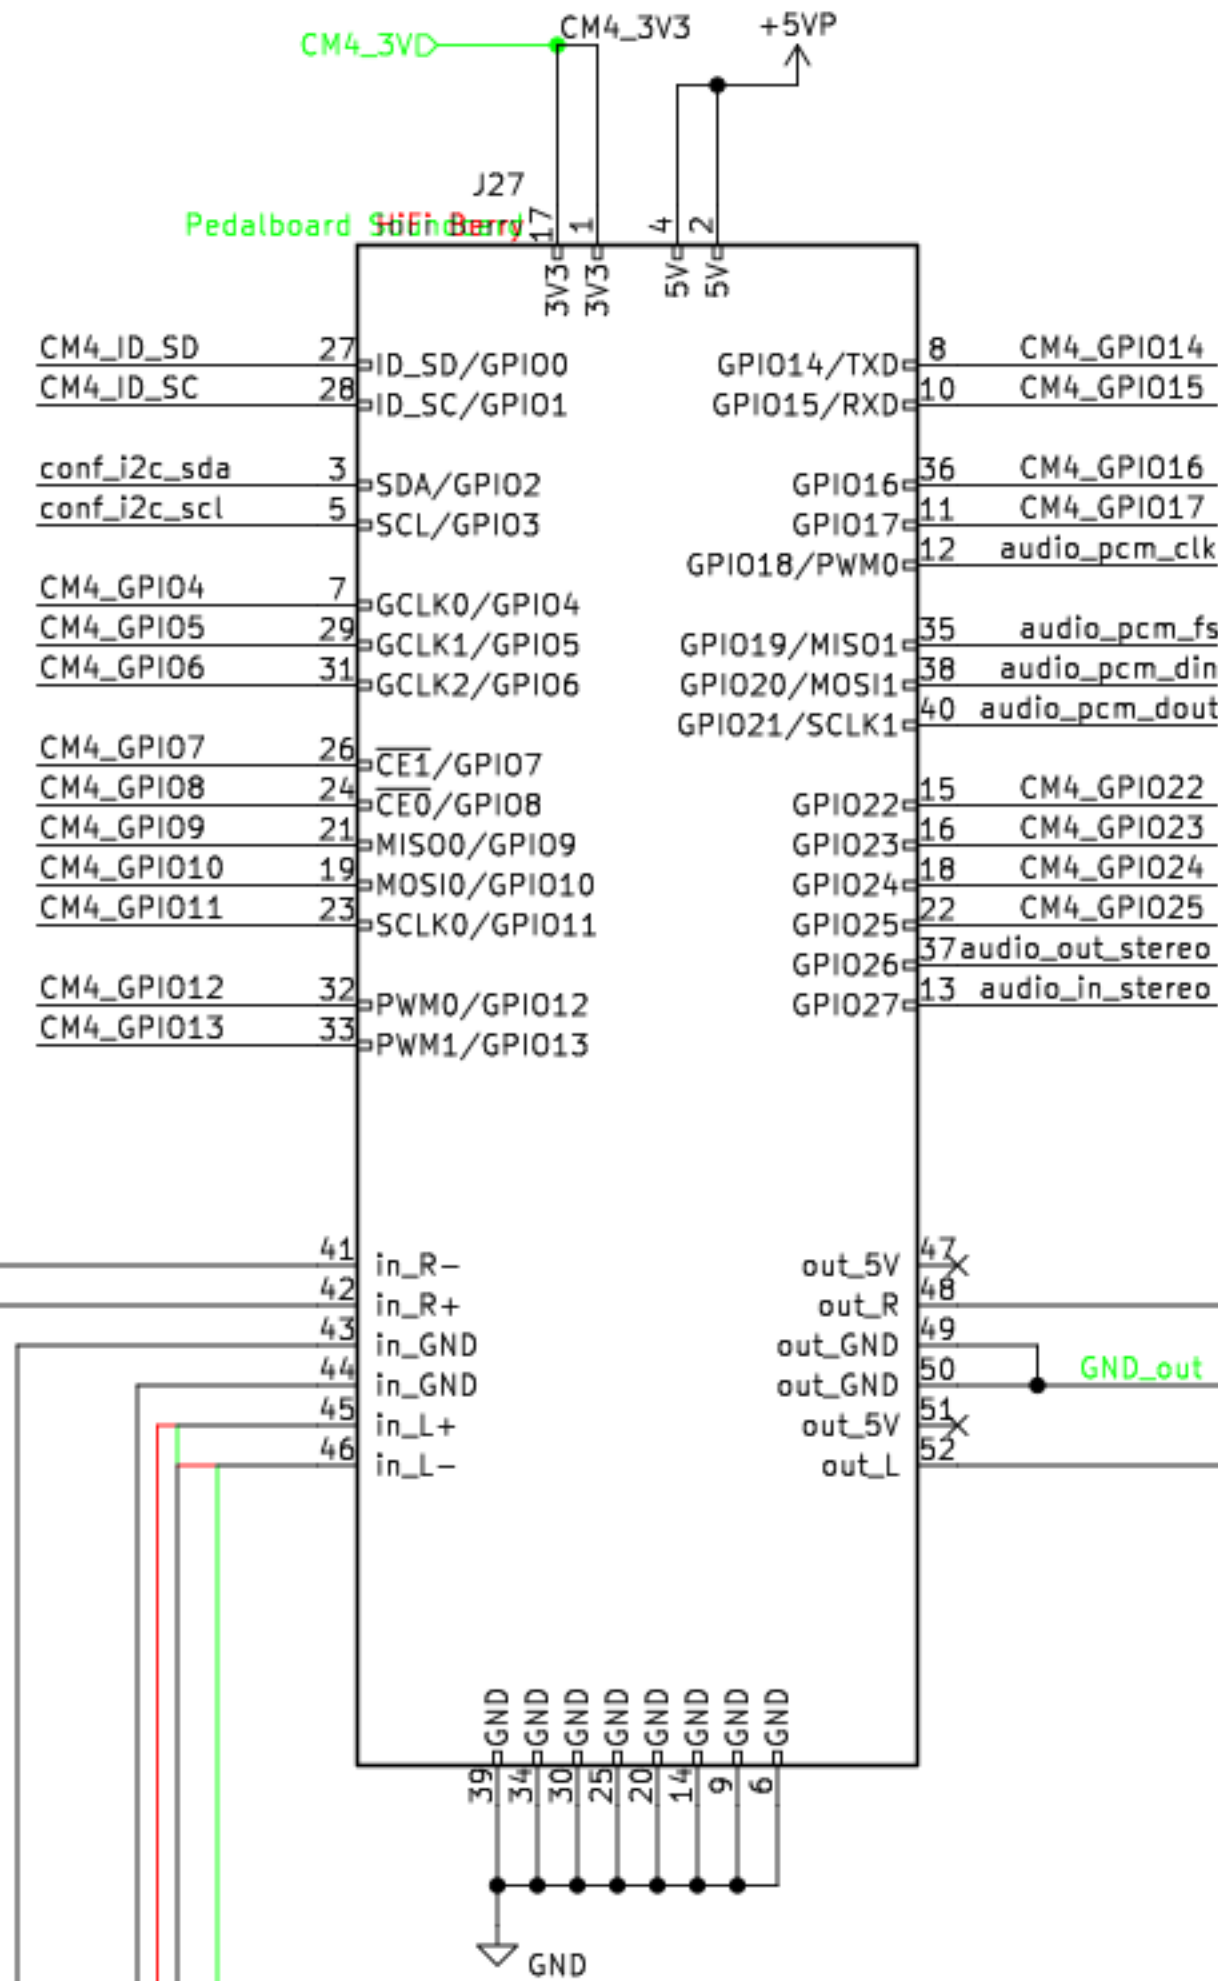 CM4_3V
CM4_3V3
+5VP
J27
Pedalboard
HiFi Berry
17 1 4 2
3V3 3V3 5V 5V
CM4_ID_SD 27 ID_SD/GPIO0 GPIO14/TXD 8 CM4_GPIO14
CM4_ID_SC 28 ID_SC/GPIO1 GPIO15/RXD 10 CM4_GPIO15
conf_i2c_sda 3 SDA/GPIO2 GPIO16 36 CM4_GPIO16
conf_i2c_scl 5 SCL/GPIO3 GPIO17 11 CM4_GPIO17
GPIO18/PWM0 12 audio_pcm_clk
CM4_GPIO4 7 GCLK0/GPIO4
CM4_GPIO5 29 GCLK1/GPIO5 GPIO19/MISO1 35 audio_pcm_fs
CM4_GPIO6 31 GCLK2/GPIO6 GPIO20/MOSI1 38 audio_pcm_din
GPIO21/SCLK1 40 audio_pcm_dout
CM4_GPIO7 26 CE1/GPIO7
CM4_GPIO8 24 CE0/GPIO8 GPIO22 15 CM4_GPIO22
CM4_GPIO9 21 MISO0/GPIO9 GPIO23 16 CM4_GPIO23
CM4_GPIO10 19 MOSI0/GPIO10 GPIO24 18 CM4_GPIO24
CM4_GPIO11 23 SCLK0/GPIO11 GPIO25 22 CM4_GPIO25
GPIO26 37 audio_out_stereo
CM4_GPIO12 32 PWM0/GPIO12 GPIO27 13 audio_in_stereo
CM4_GPIO13 33 PWM1/GPIO13
41 in_R- out_5V 47
42 in_R+ out_R 48
43 in_GND out_GND 49
44 in_GND out_GND 50 GND_out
45 in_L+ out_5V 51
46 in_L- out_L 52
GND GND GND GND GND GND GND GND
39 34 30 25 20 14 9 6
GND